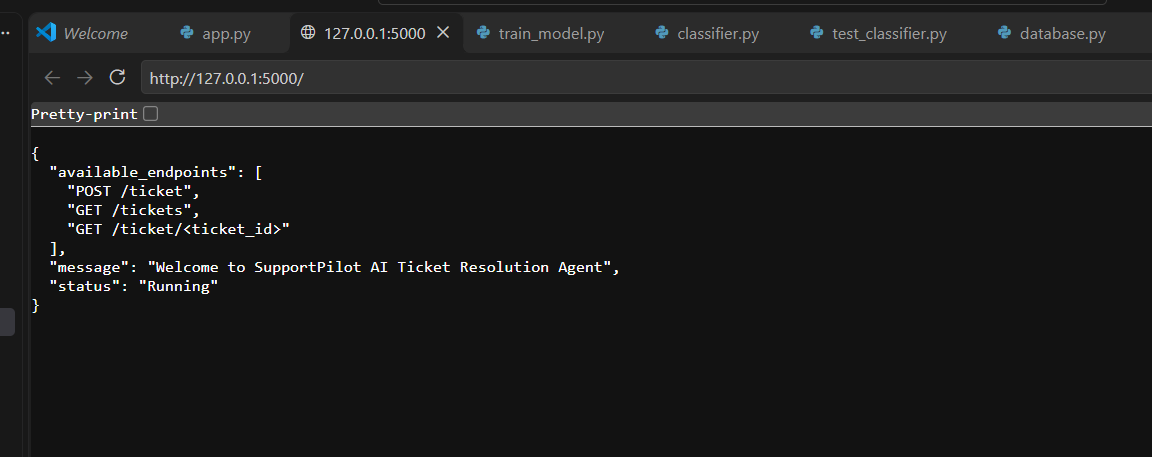 Welcome
app.py
127.0.0.1:5000
train_model.py
classifier.py
test_classifier.py
database.py
http://127.0.0.1:5000/
Pretty-print
{
  "available_endpoints": [
    "POST /ticket",
    "GET /tickets",
    "GET /ticket/<ticket_id>"
  ],
  "message": "Welcome to SupportPilot AI Ticket Resolution Agent",
  "status": "Running"
}